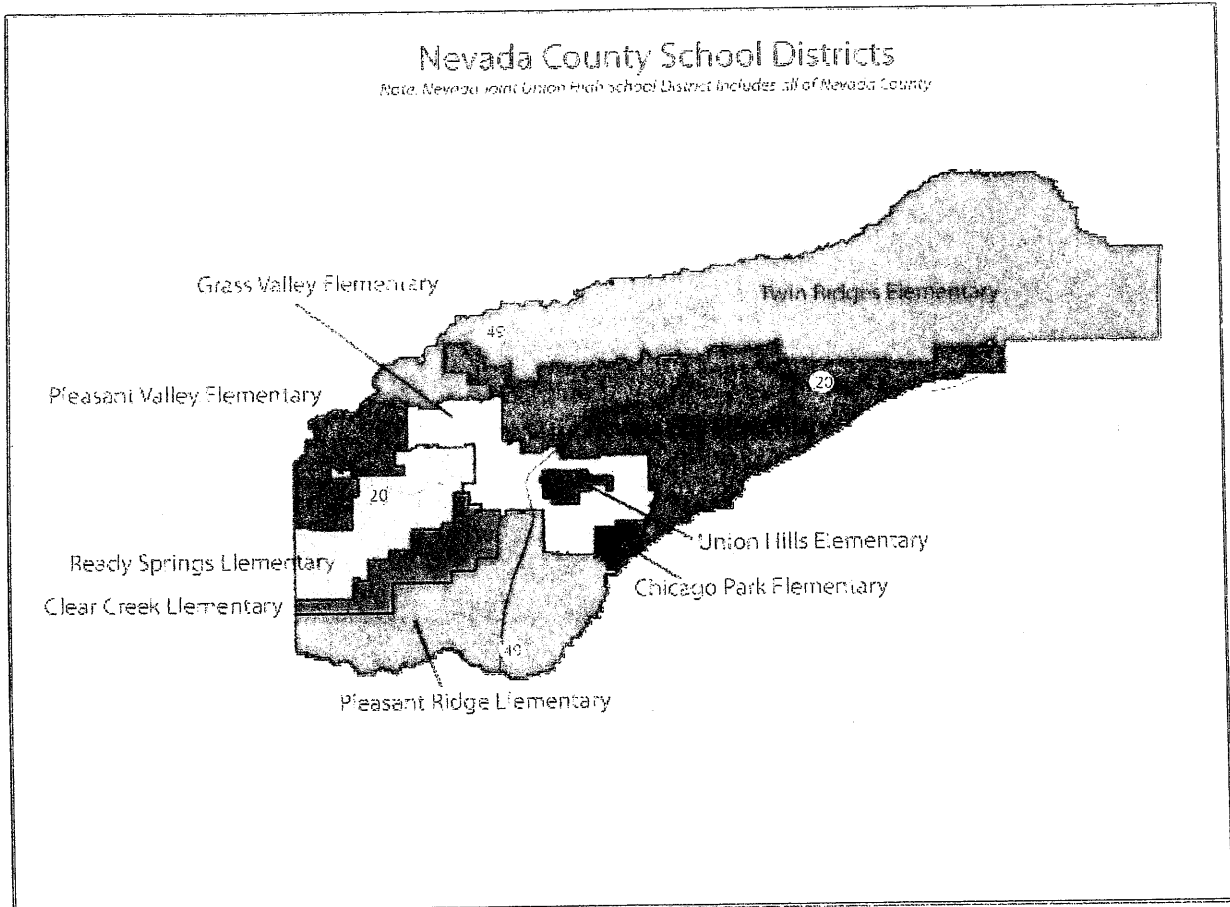 Nevada County School Districts
Note: Nevada Joint Union High School District includes all of Nevada County
Grass Valley Elementary
Twin Ridges Elementary
49
Pleasant Valley Elementary
20
20
Ready Springs Elementary
Union Hills Elementary
Clear Creek Elementary
Chicago Park Elementary
49
Pleasant Ridge Elementary